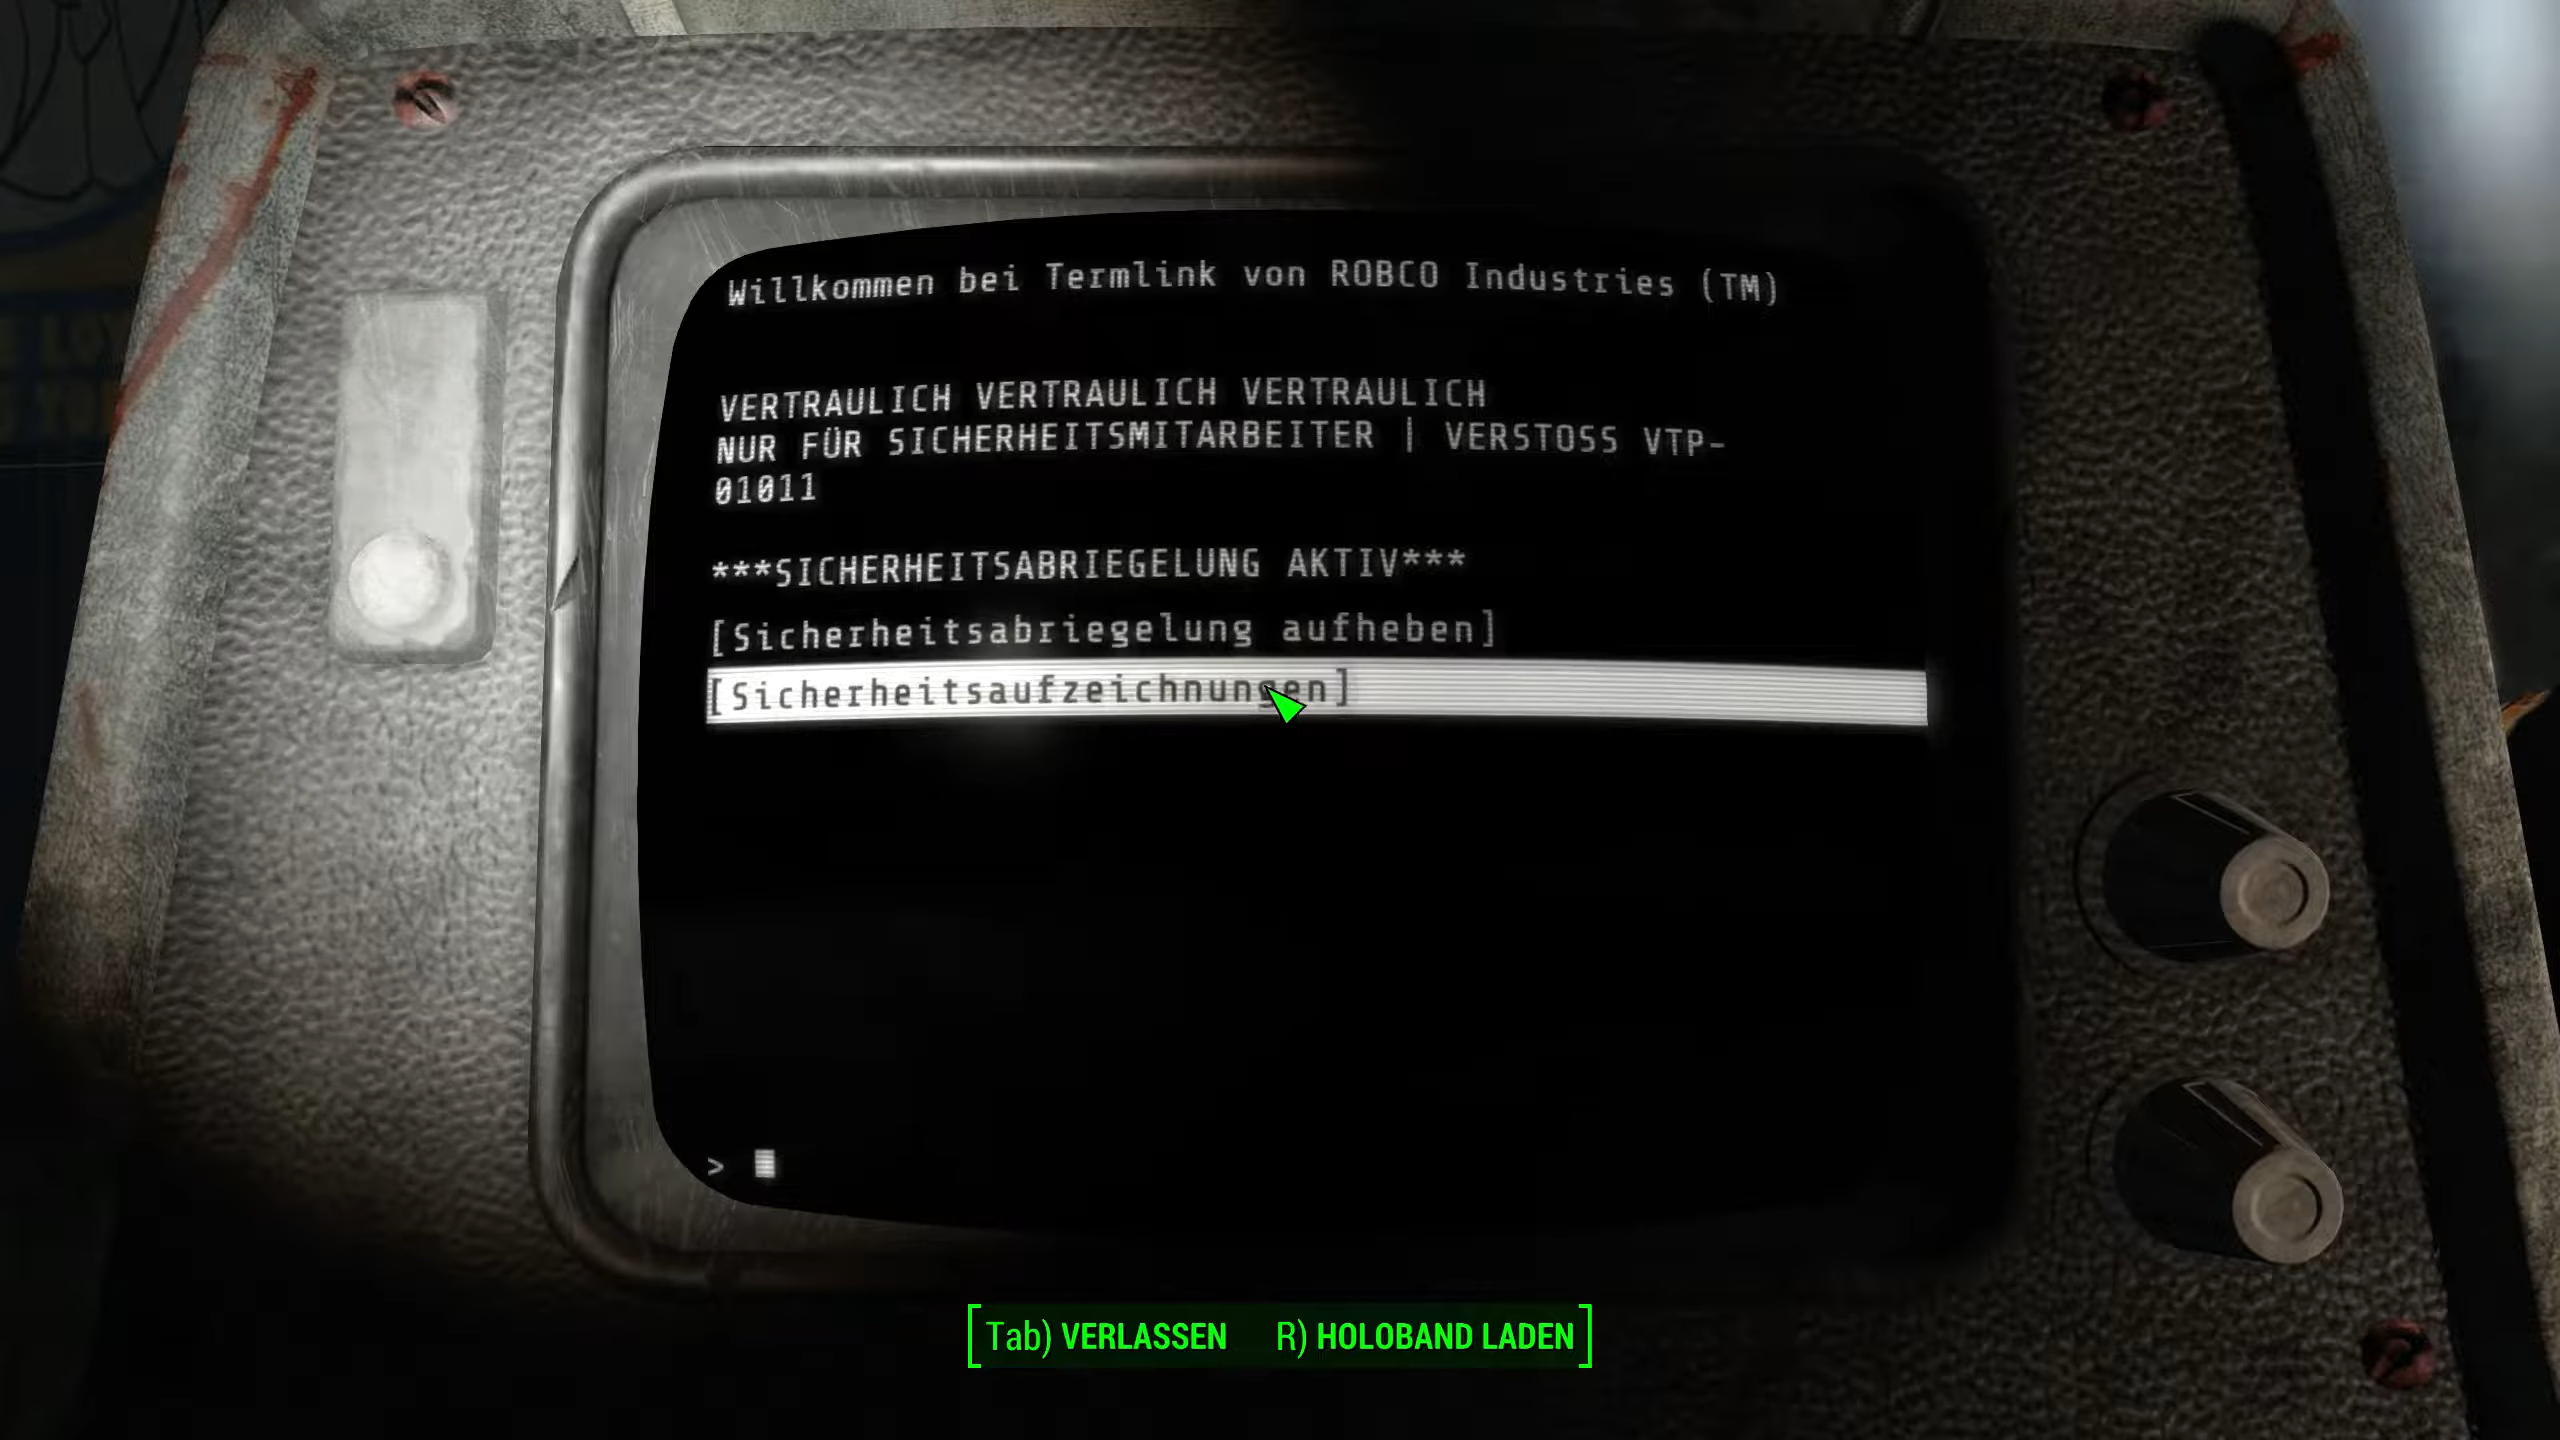 Willkommen bei Termlink von ROBCO Industries (TM)
VERTRAULICH VERTRAULICH VERTRAULICH
NUR FÜR SICHERHEITSMITARBEITER | VERSTOSS VTP-
01011
***SICHERHEITSABRIEGELUNG AKTIV***
[Sicherheitsabriegelung aufheben]
[Sicherheitsaufzeichnungen]
>
Tab) VERLASSEN R) HOLOBAND LADEN